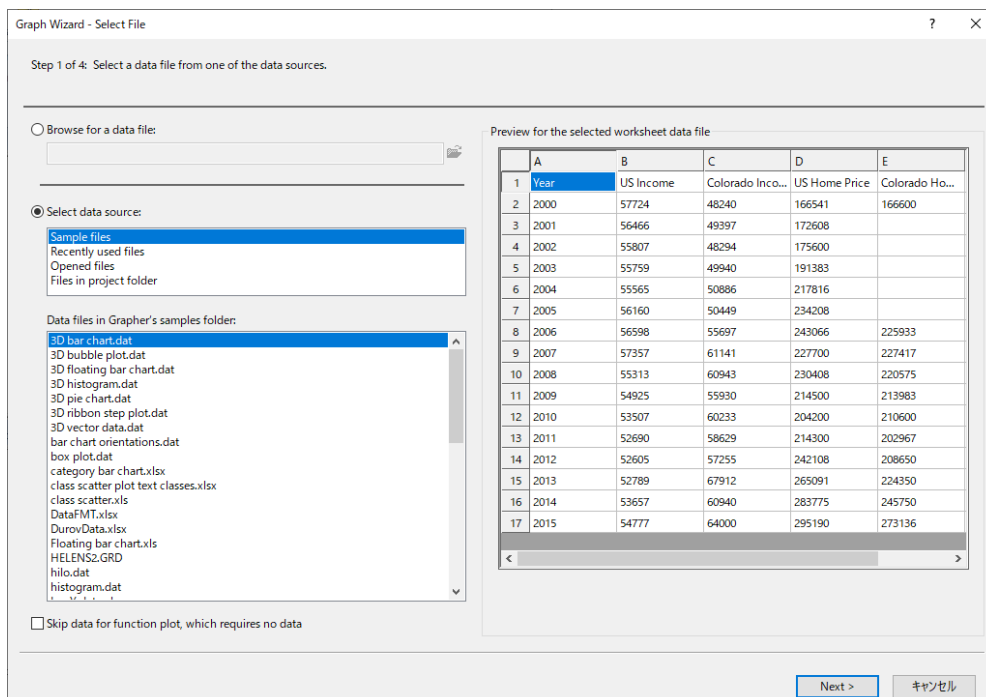 Graph Wizard - Select File
?
Step 1 of 4: Select a data file from one of the data sources.
Browse for a data file:
Select data source:
Sample files
Recently used files
Opened files
Files in project folder
Data files in Grapher's samples folder:
3D bar chart.dat
3D bubble plot.dat
3D floating bar chart.dat
3D histogram.dat
3D pie chart.dat
3D ribbon step plot.dat
3D vector data.dat
bar chart orientations.dat
box plot.dat
category bar chart.xlsx
class scatter plot text classes.xlsx
class scatter.xls
DataFMT.xlsx
DurovData.xlsx
Floating bar chart.xls
HELENS2.GRD
hilo.dat
histogram.dat
Skip data for function plot, which requires no data
Preview for the selected worksheet data file
A B C D E
1 Year US Income Colorado Inco... US Home Price Colorado Ho...
2 2000 57724 48240 166541 166600
3 2001 56466 49397 172608
4 2002 55807 48294 175600
5 2003 55759 49940 191383
6 2004 55565 50886 217816
7 2005 56160 50449 234208
8 2006 56598 55697 243066 225933
9 2007 57357 61141 227700 227417
10 2008 55313 60943 230408 220575
11 2009 54925 55930 214500 213983
12 2010 53507 60233 204200 210600
13 2011 52690 58629 214300 202967
14 2012 52605 57255 242108 208650
15 2013 52789 67912 265091 224350
16 2014 53657 60940 283775 245750
17 2015 54777 64000 295190 273136
Next >
キャンセル